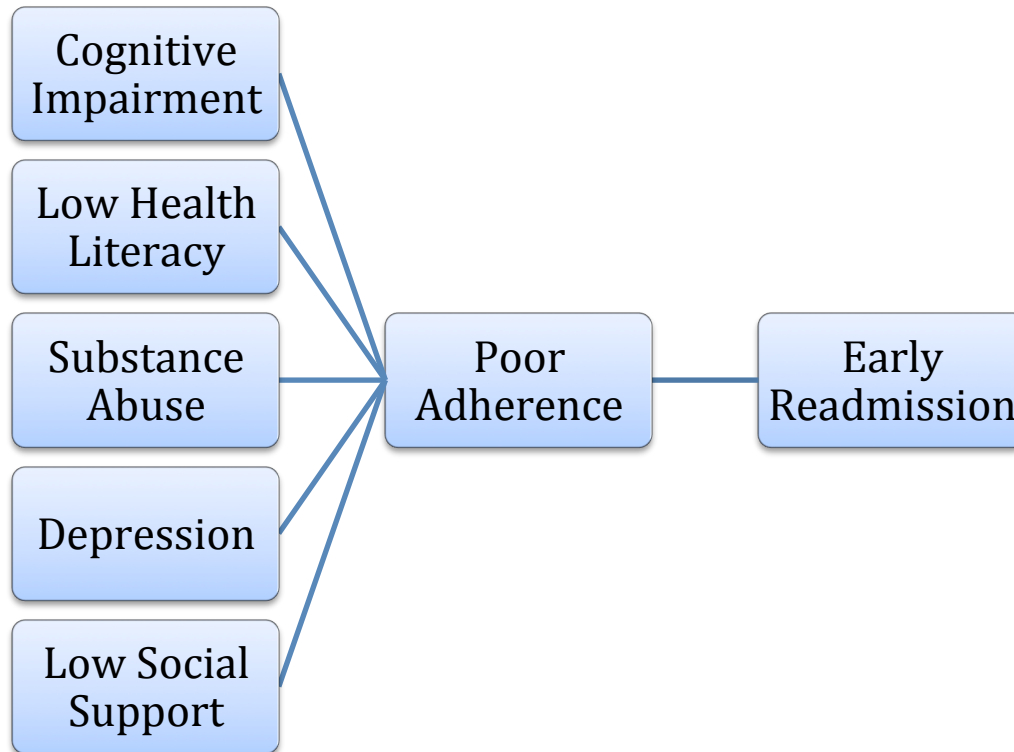 Cognitive
Impairment
Low Health
Literacy
Substance
Abuse
Depression
Low Social
Support
Poor
Adherence
Early
Readmission